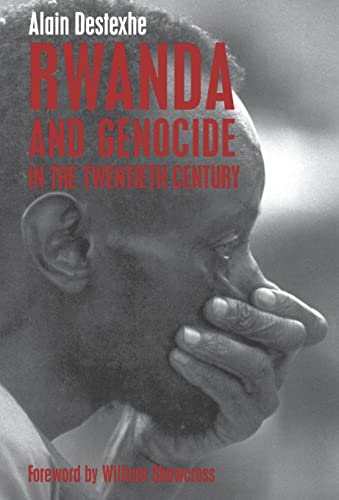 Alain Destexhe
RWANDA
AND GENOCIDE
IN THE TWENTIETH CENTURY
Foreword by William Shawcross